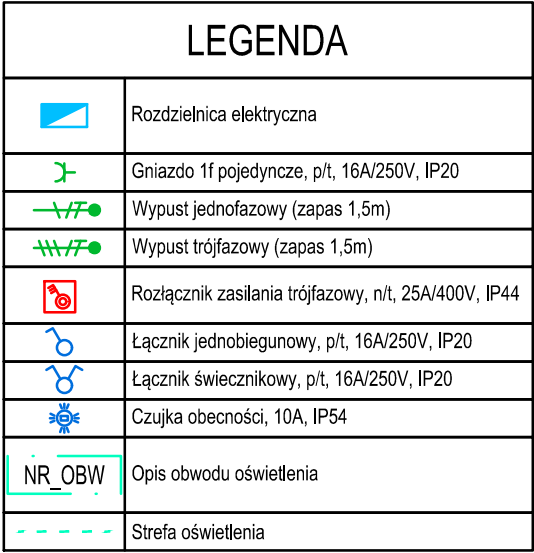 LEGENDA
Rozdzielnica elektryczna
Gniazdo 1f pojedyncze, p/t, 16A/250V, IP20
Wypust jednofazowy (zapas 1,5m)
Wypust trójfazowy (zapas 1,5m)
Rozłącznik zasilania trójfazowy, n/t, 25A/400V, IP44
Łącznik jednobiegunowy, p/t, 16A/250V, IP20
Łącznik świecznikowy, p/t, 16A/250V, IP20
Czujka obecności, 10A, IP54
NR_OBW Opis obwodu oświetlenia
Strefa oświetlenia